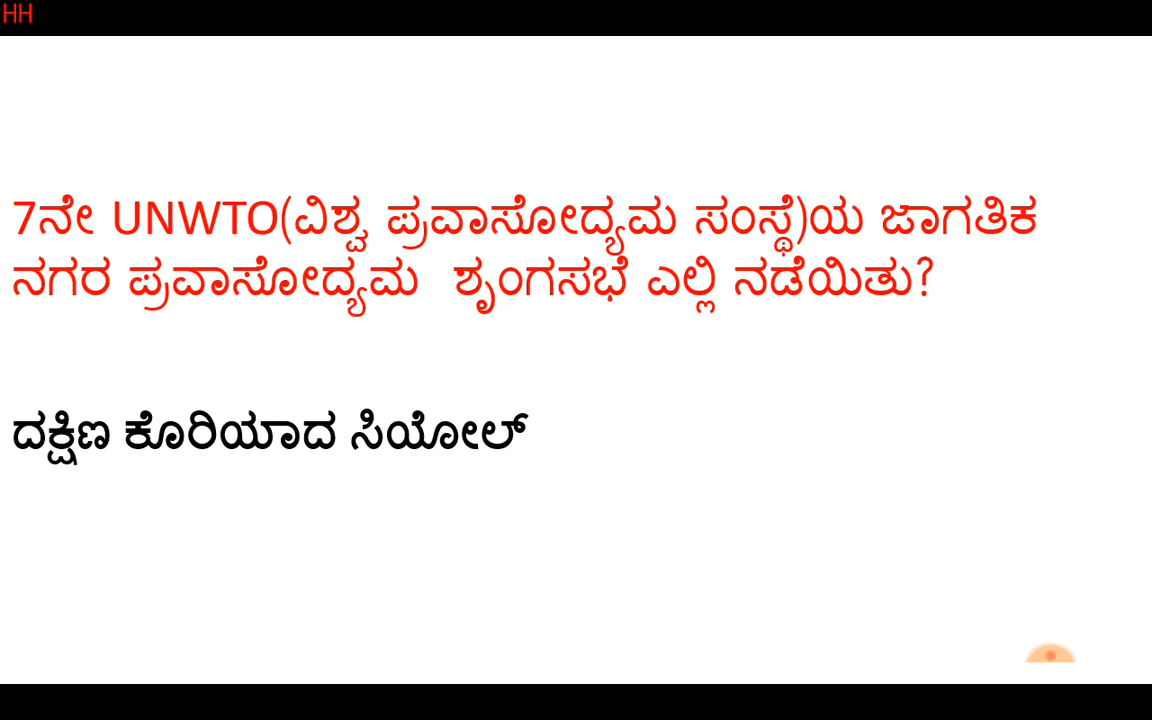 HH
7ನೇ UNWTO(ವಿಶ್ವ ಪ್ರವಾಸೋದ್ಯಮ ಸಂಸ್ಥೆ)ಯ ಜಾಗತಿಕ
ನಗರ ಪ್ರವಾಸೋದ್ಯಮ ಶೃಂಗಸಭೆ ಎಲ್ಲಿ ನಡೆಯಿತು?
ದಕ್ಷಿಣ ಕೊರಿಯಾದ ಸಿಯೋಲ್